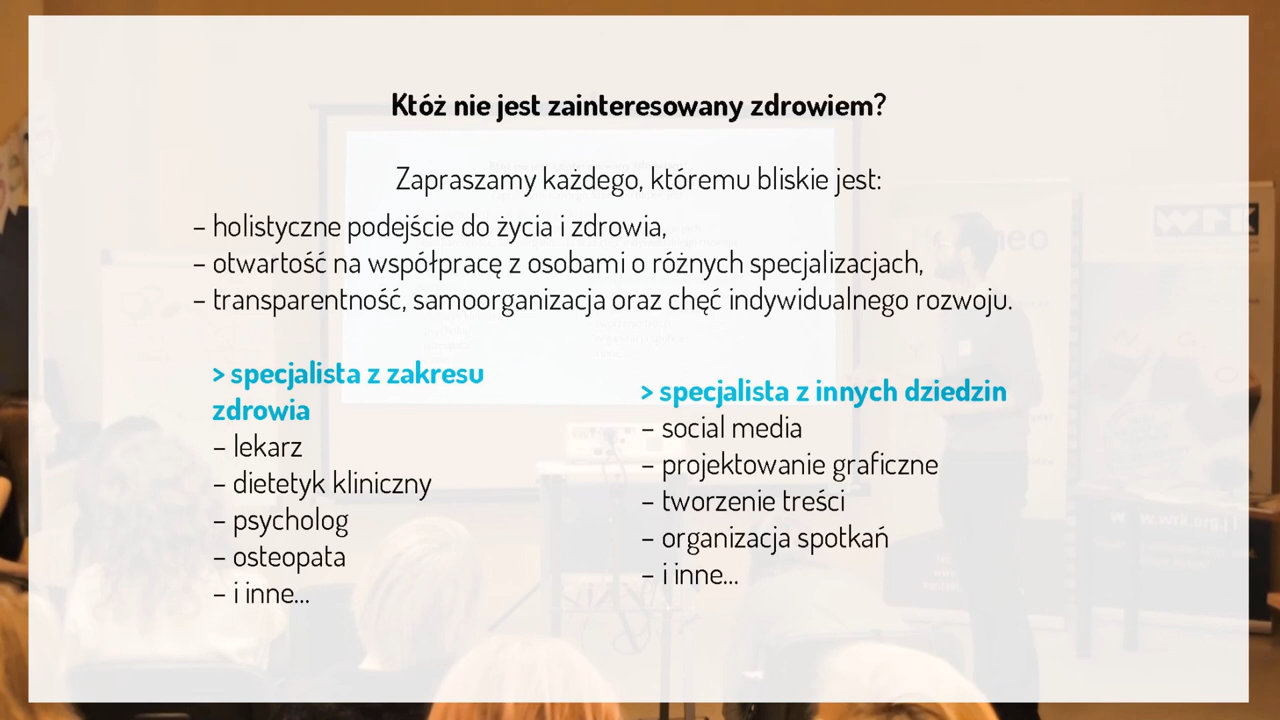 Któż nie jest zainteresowany zdrowiem?
Zapraszamy każdego, któremu bliskie jest:
– holistyczne podejście do życia i zdrowia,
– otwartość na współpracę z osobami o różnych specjalizacjach,
– transparentność, samoorganizacja oraz chęć indywidualnego rozwoju.
> specjalista z zakresu
zdrowia
– lekarz
– dietetyk kliniczny
– psycholog
– osteopata
– i inne...
> specjalista z innych dziedzin
– social media
– projektowanie graficzne
– tworzenie treści
– organizacja spotkań
– i inne...